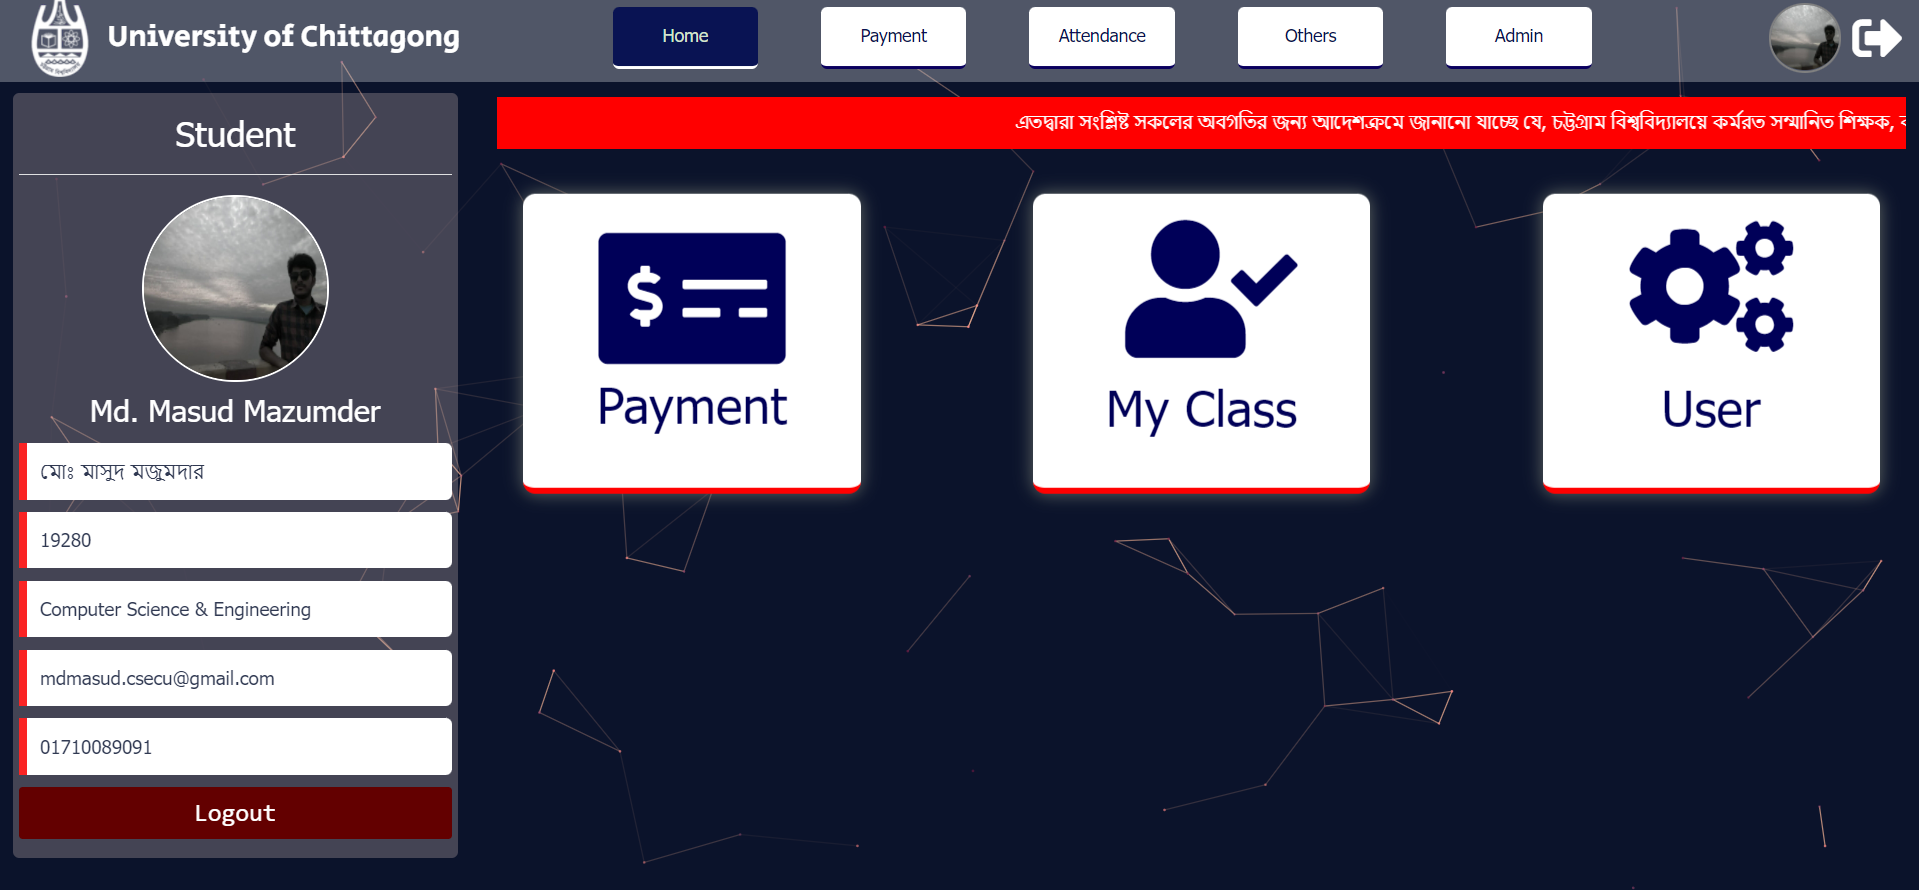 University of Chittagong
Home
Payment
Attendance
Others
Admin
Student
Md. Masud Mazumder
মোঃ মাসুদ মজুমদার
19280
Computer Science & Engineering
mdmasud.csecu@gmail.com
01710089091
Logout
এতদ্বারা সংশ্লিষ্ট সকলের অবগতির জন্য আদেশক্রমে জানানো যাচ্ছে যে, চট্টগ্রাম বিশ্ববিদ্যালয়ে কর্মরত সম্মানিত শিক্ষক,
$
Payment
My Class
User